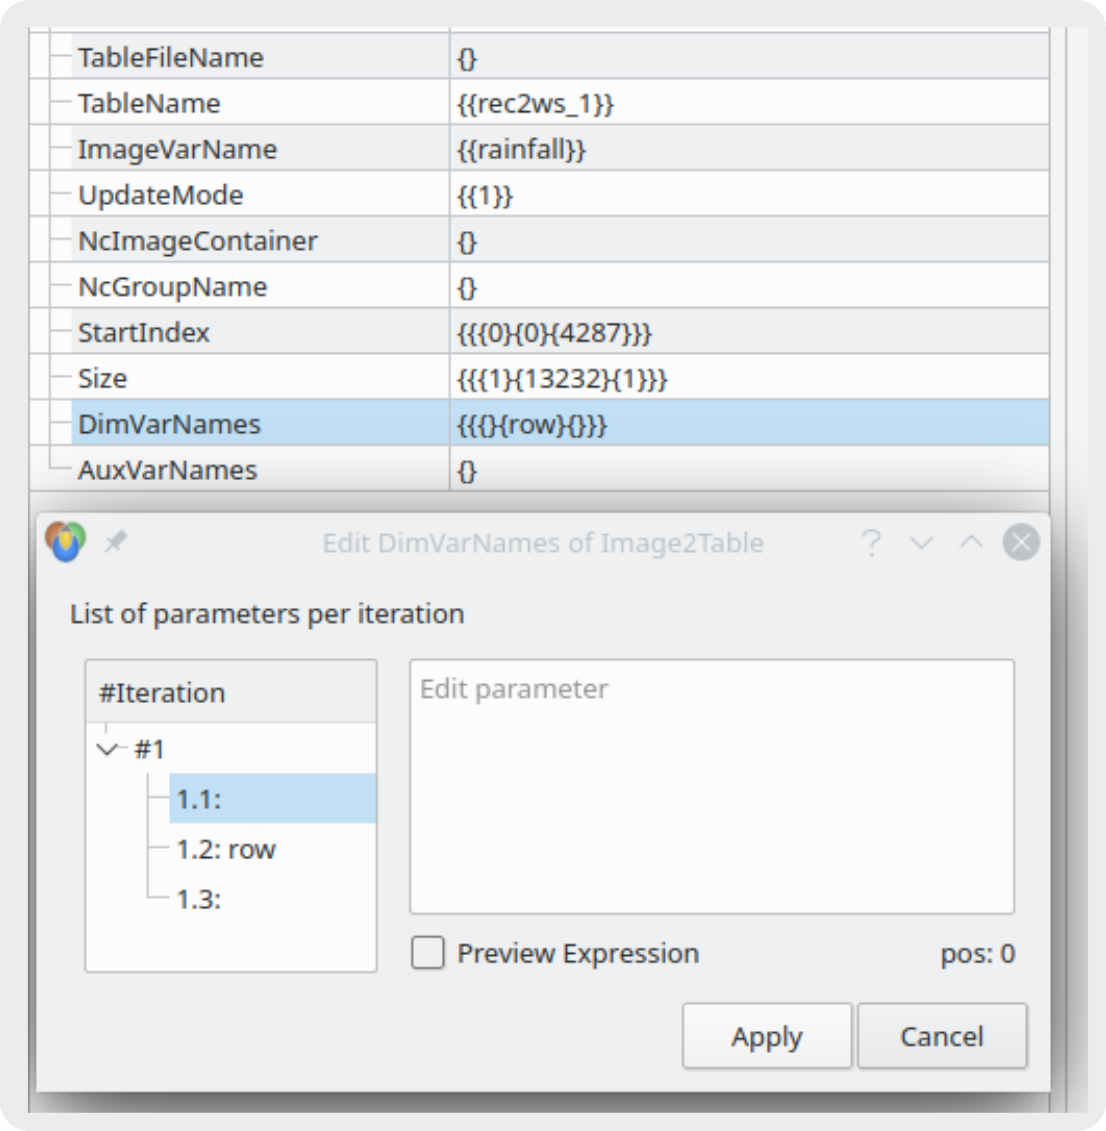 TableFileName {}
TableName {{rec2ws_1}}
ImageVarName {{rainfall}}
UpdateMode {{1}}
NcImageContainer {}
NcGroupName {}
StartIndex {{{0}{0}{4287}}}
Size {{{1}{13232}{1}}}
DimVarNames {{{}{row}{}}}
AuxVarNames {}
Edit DimVarNames of Image2Table
List of parameters per iteration
#Iteration
#1
1.1:
1.2: row
1.3:
Edit parameter
Preview Expression pos: 0
Apply Cancel